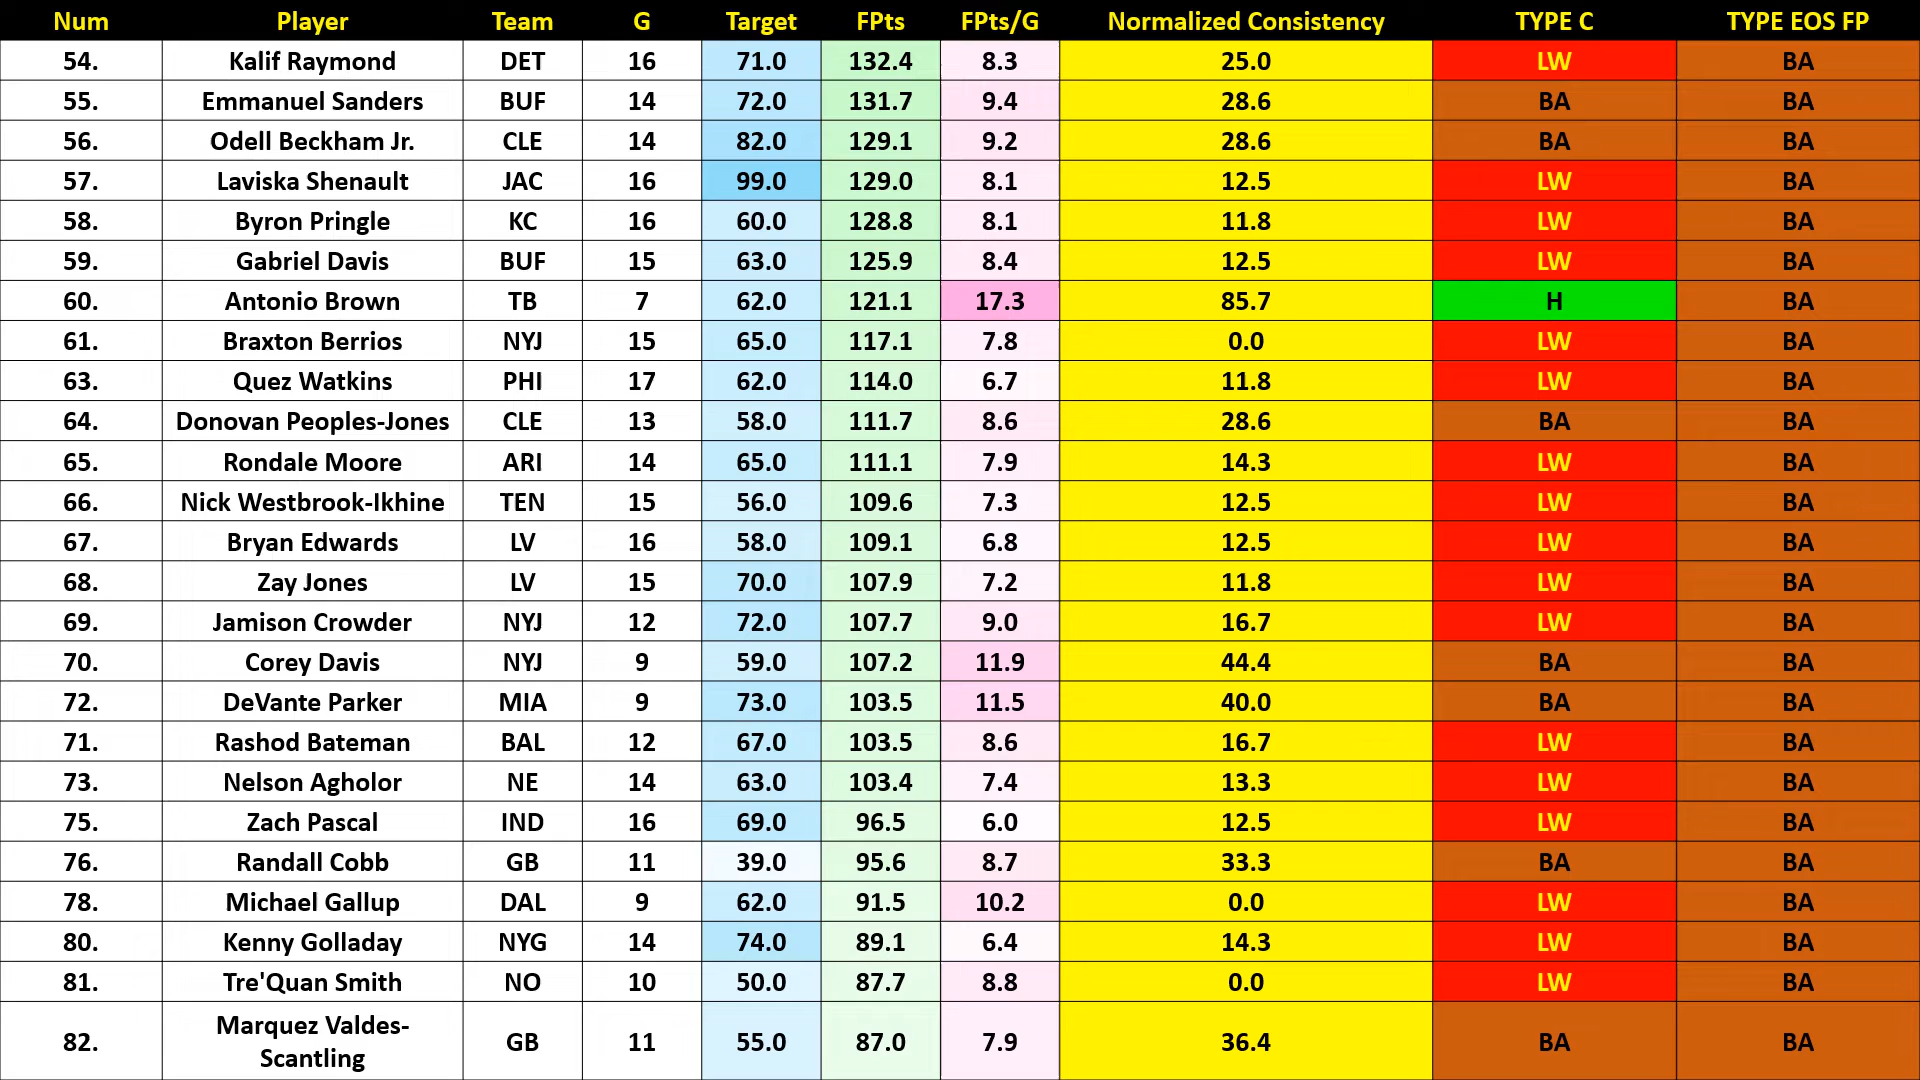 Num Player Team G Target FPts FPts/G Normalized Consistency TYPE C TYPE EOS FP
54. Kalif Raymond DET 16 71.0 132.4 8.3 25.0 LW BA
55. Emmanuel Sanders BUF 14 72.0 131.7 9.4 28.6 BA BA
56. Odell Beckham Jr. CLE 14 82.0 129.1 9.2 28.6 BA BA
57. Laviska Shenault JAC 16 99.0 129.0 8.1 12.5 LW BA
58. Byron Pringle KC 16 60.0 128.8 8.1 11.8 LW BA
59. Gabriel Davis BUF 15 63.0 125.9 8.4 12.5 LW BA
60. Antonio Brown TB 7 62.0 121.1 17.3 85.7 H BA
61. Braxton Berrios NYJ 15 65.0 117.1 7.8 0.0 LW BA
63. Quez Watkins PHI 17 62.0 114.0 6.7 11.8 LW BA
64. Donovan Peoples-Jones CLE 13 58.0 111.7 8.6 28.6 BA BA
65. Rondale Moore ARI 14 65.0 111.1 7.9 14.3 LW BA
66. Nick Westbrook-Ikhine TEN 15 56.0 109.6 7.3 12.5 LW BA
67. Bryan Edwards LV 16 58.0 109.1 6.8 12.5 LW BA
68. Zay Jones LV 15 70.0 107.9 7.2 11.8 LW BA
69. Jamison Crowder NYJ 12 72.0 107.7 9.0 16.7 LW BA
70. Corey Davis NYJ 9 59.0 107.2 11.9 44.4 BA BA
72. DeVante Parker MIA 9 73.0 103.5 11.5 40.0 BA BA
71. Rashod Bateman BAL 12 67.0 103.5 8.6 16.7 LW BA
73. Nelson Agholor NE 14 63.0 103.4 7.4 13.3 LW BA
75. Zach Pascal IND 16 69.0 96.5 6.0 12.5 LW BA
76. Randall Cobb GB 11 39.0 95.6 8.7 33.3 BA BA
78. Michael Gallup DAL 9 62.0 91.5 10.2 0.0 LW BA
80. Kenny Golladay NYG 14 74.0 89.1 6.4 14.3 LW BA
81. Tre'Quan Smith NO 10 50.0 87.7 8.8 0.0 LW BA
82. Marquez Valdes-
Scantling GB 11 55.0 87.0 7.9 36.4 BA BA